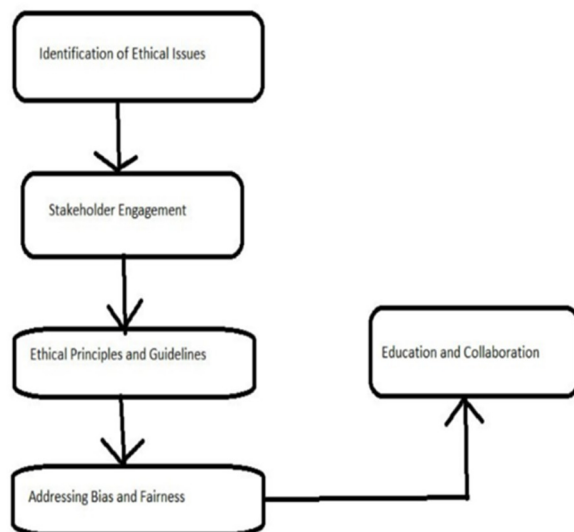 Identification of Ethical Issues
Stakeholder Engagement
Ethical Principles and Guidelines
Education and Collaboration
Addressing Bias and Fairness